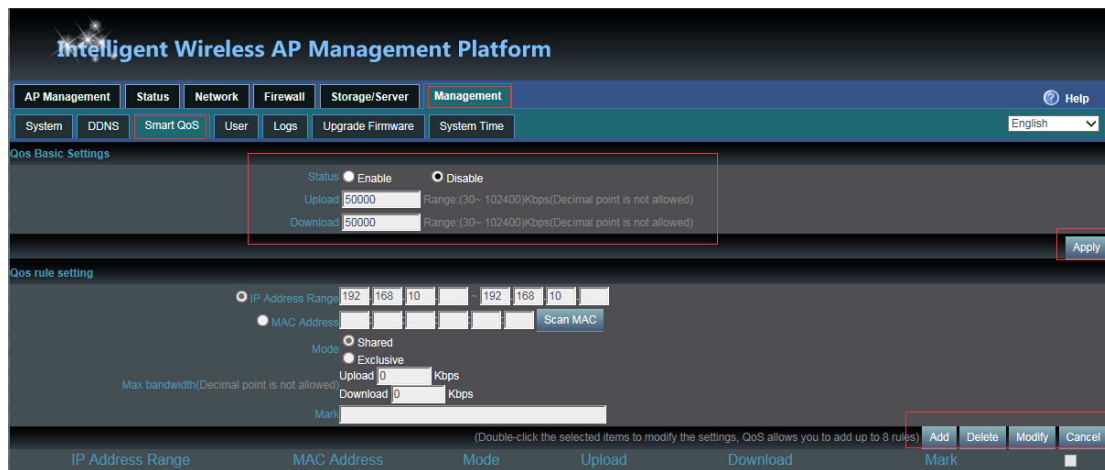 Intelligent Wireless AP Management Platform
AP Management Status Network Firewall Storage/Server Management Help
System DDNS Smart QoS User Logs Upgrade Firmware System Time English
Qos Basic Settings
Status Enable Disable
Upload 50000 Range:(30~ 102400)Kbps(Decimal point is not allowed)
Download 50000 Range:(30~ 102400)Kbps(Decimal point is not allowed)
Apply
Qos rule setting
IP Address Range 192 . 168 . 10 . ~ 192 . 168 . 10 .
MAC Address : : : : : Scan MAC
Mode Shared
Exclusive
Max bandwidth(Decimal point is not allowed) Upload 0 Kbps
Download 0 Kbps
Mark
(Double-click the selected items to modify the settings, QoS allows you to add up to 8 rules) Add Delete Modify Cancel
IP Address Range MAC Address Mode Upload Download Mark